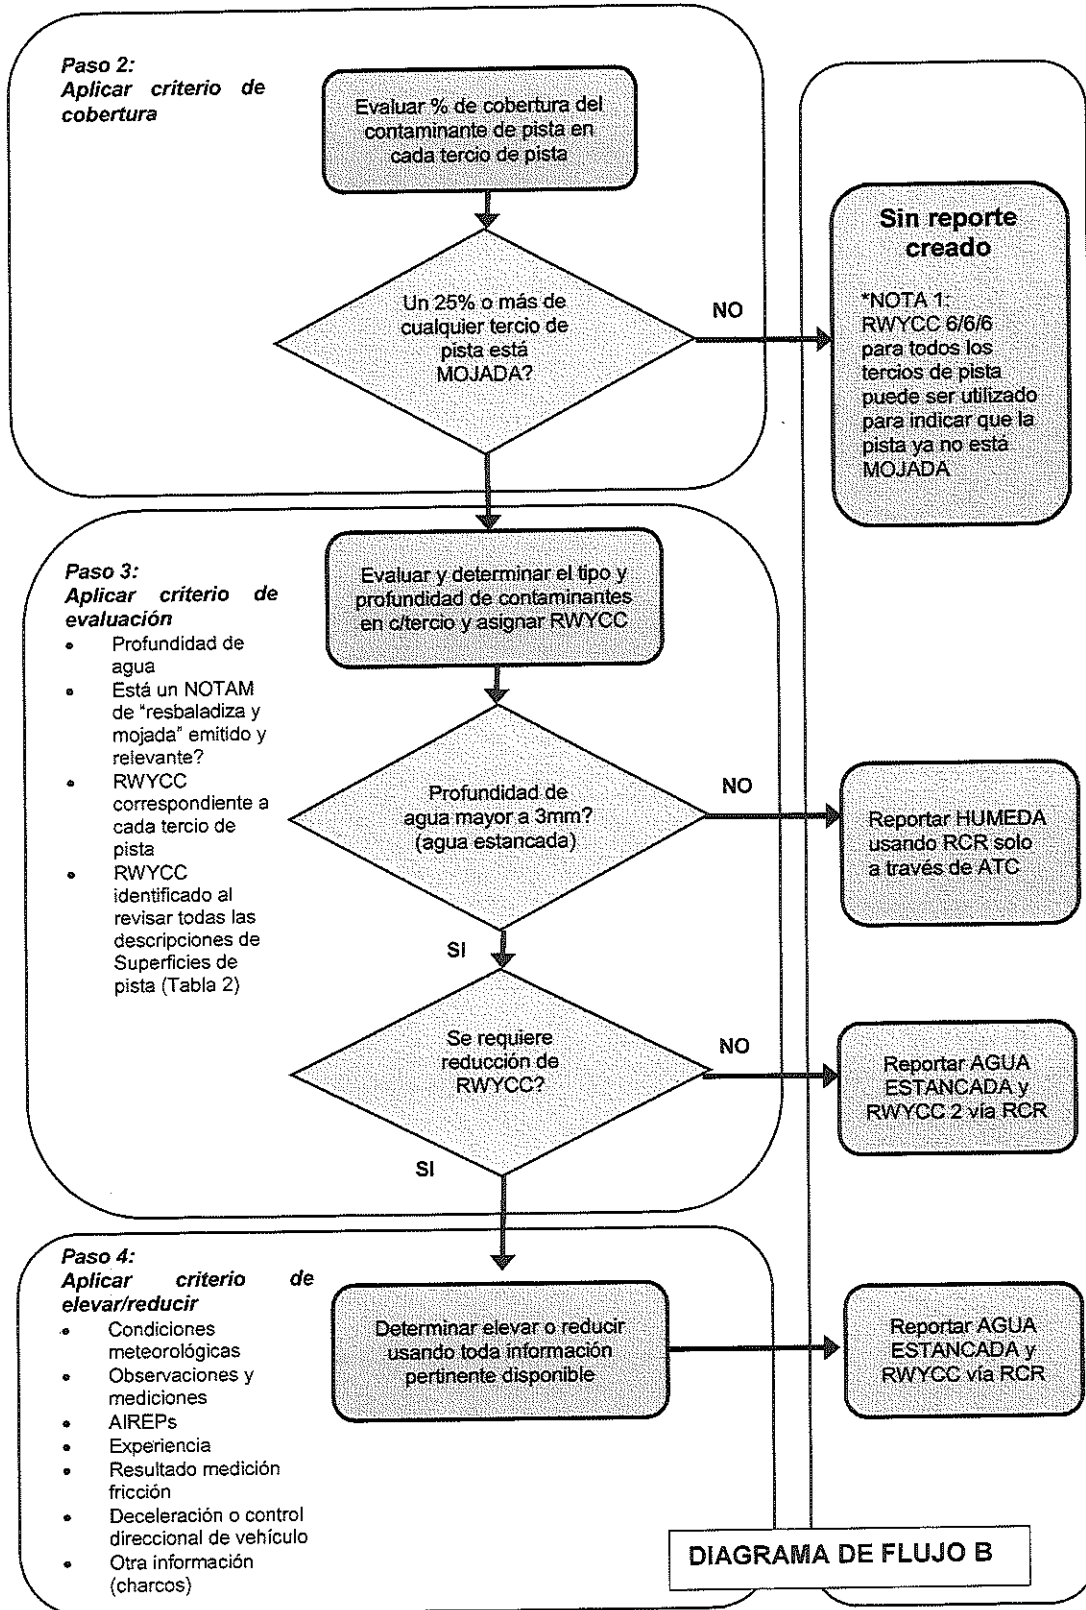 Paso 2:
Aplicar criterio de
cobertura
Evaluar % de cobertura del
contaminante de pista en
cada tercio de pista
Un 25% o más de
cualquier tercio de
pista está
MOJADA?
NO
Sin reporte
creado
*NOTA 1:
RWYCC 6/6/6
para todos los
tercios de pista
puede ser utilizado
para indicar que la
pista ya no está
MOJADA
Paso 3:
Aplicar criterio de
evaluación
• Profundidad de
agua
• Está un NOTAM
de "resbaladiza y
mojada" emitido y
relevante?
• RWYCC
correspondiente a
cada tercio de
pista
• RWYCC
identificado al
revisar todas las
descripciones de
Superficies de
pista (Tabla 2)
Evaluar y determinar el tipo y
profundidad de contaminantes
en c/tercio y asignar RWYCC
Profundidad de
agua mayor a 3mm?
(agua estancada)
NO
Reportar HUMEDA
usando RCR solo
a través de ATC
SI
Se requiere
reducción de
RWYCC?
NO
Reportar AGUA
ESTANCADA y
RWYCC 2 vía RCR
SI
Paso 4:
Aplicar criterio de
elevar/reducir
• Condiciones
meteorológicas
• Observaciones y
mediciones
• AIREPs
• Experiencia
• Resultado medición
fricción
• Deceleración o control
direccional de vehículo
• Otra información
(charcos)
Determinar elevar o reducir
usando toda información
pertinente disponible
Reportar AGUA
ESTANCADA y
RWYCC vía RCR
DIAGRAMA DE FLUJO B